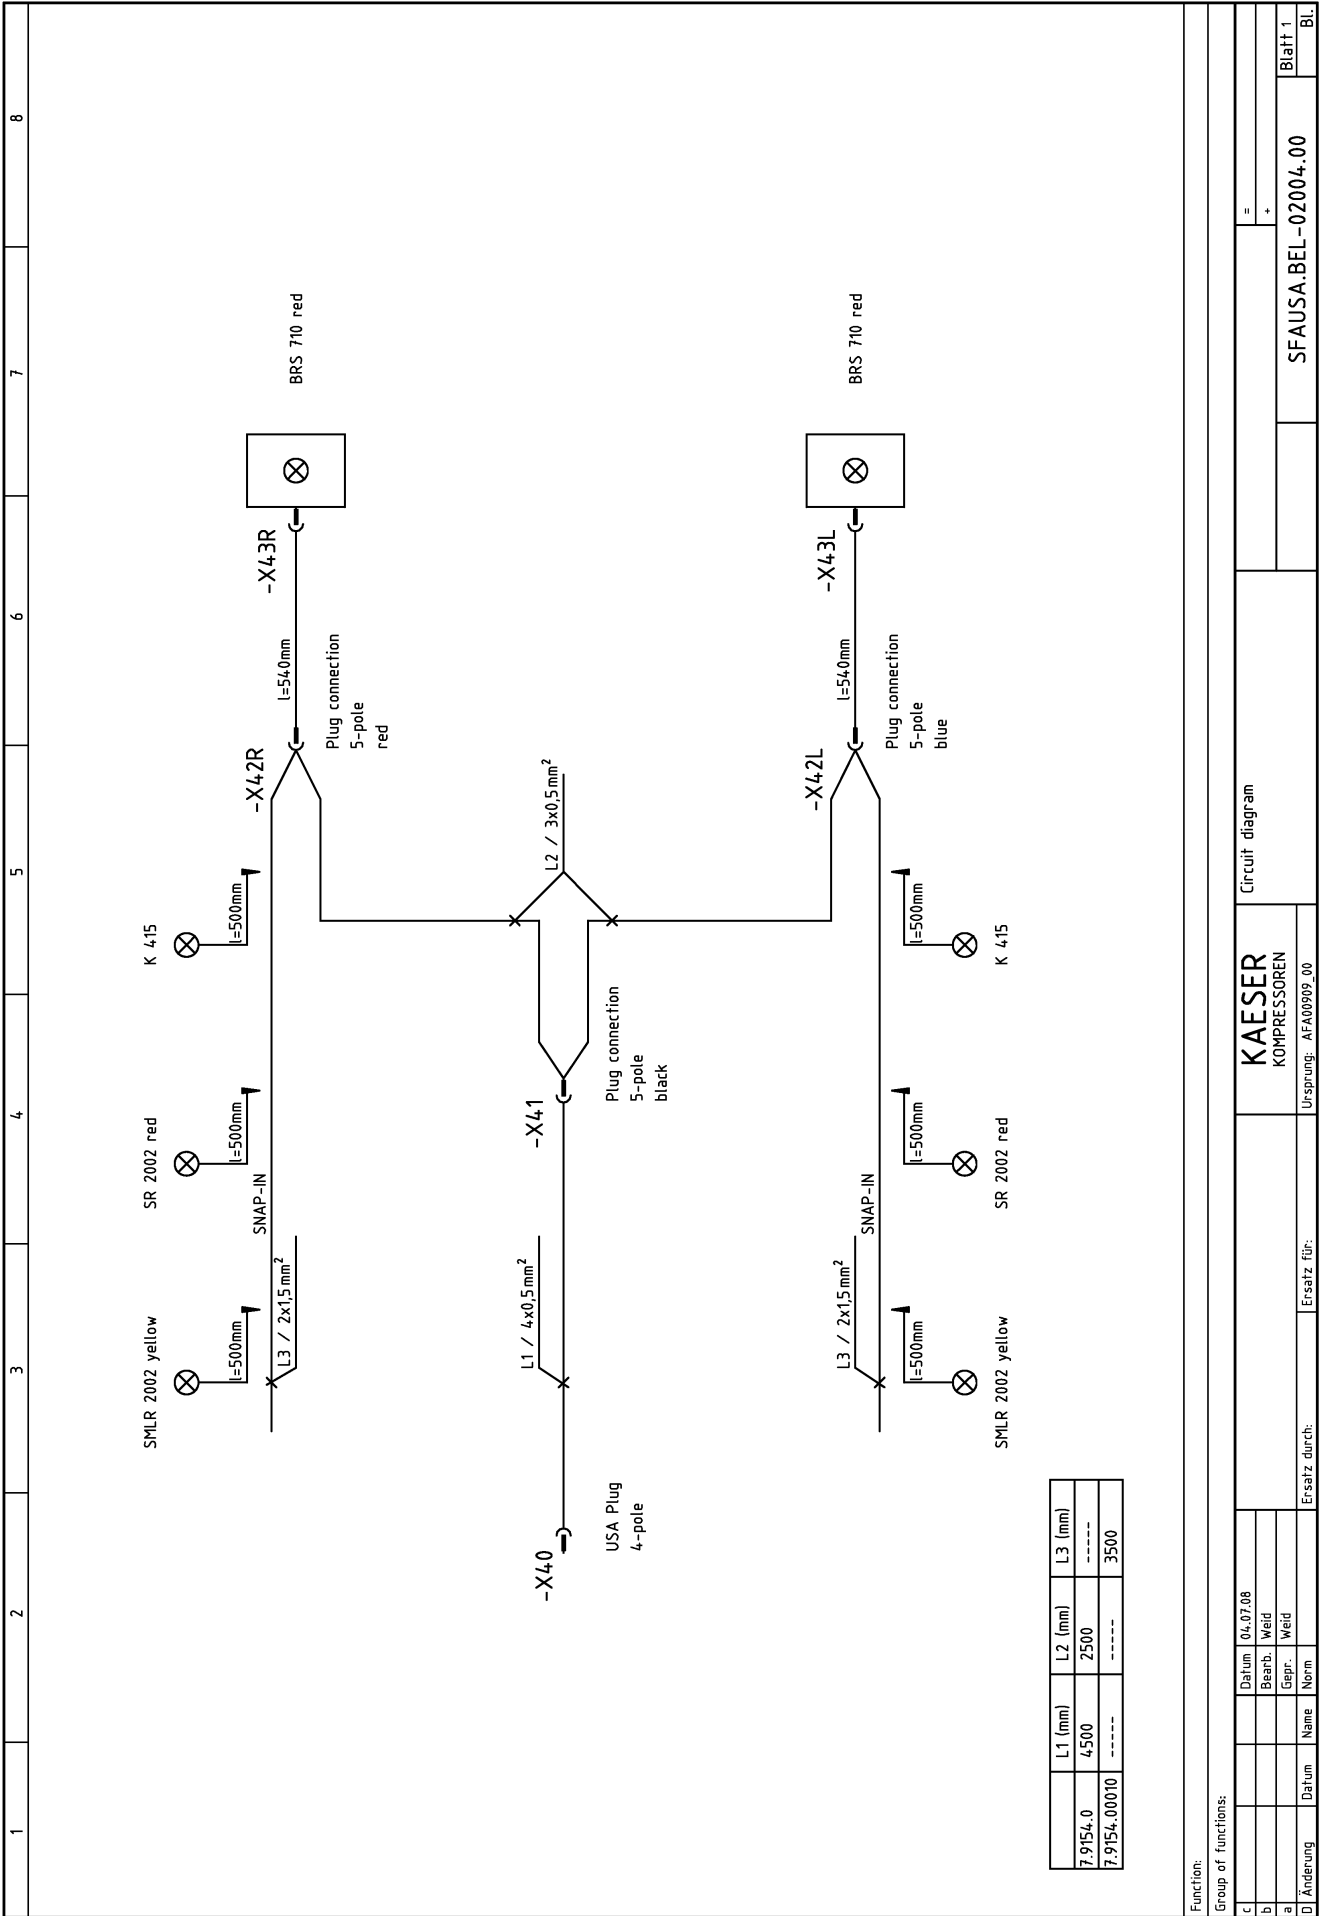 1
2
3
4
5
6
7
8
SMLR 2002 yellow
SR 2002 red
K 415
l=500mm
l=500mm
l=500mm
L3 / 2x1,5mm²
SNAP-IN
-X42R
l=540mm
-X43R
BRS 710 red
Plug connection
5-pole
red
-X40
USA Plug
4-pole
L1 / 4x0,5mm²
-X41
Plug connection
5-pole
black
L2 / 3x0,5mm²
L3 / 2x1,5mm²
SNAP-IN
-X42L
l=540mm
-X43L
BRS 710 red
Plug connection
5-pole
blue
l=500mm
l=500mm
l=500mm
SMLR 2002 yellow
SR 2002 red
K 415
L1 (mm) L2 (mm) L3 (mm)
7.9154.0 4500 2500 -----
7.9154.00010 ----- ----- 3500
Function:
Group of functions:
c Datum 04.07.08
b Bearb. Weid
a Gepr. Weid
D Änderung Datum Name Norm
Ersatz durch:
Ersatz für:
KAESER
KOMPRESSOREN
Ursprung: AFA00909_00
Circuit diagram
=
+
SFAUSA.BEL-02004.00
Blatt 1
Bl.